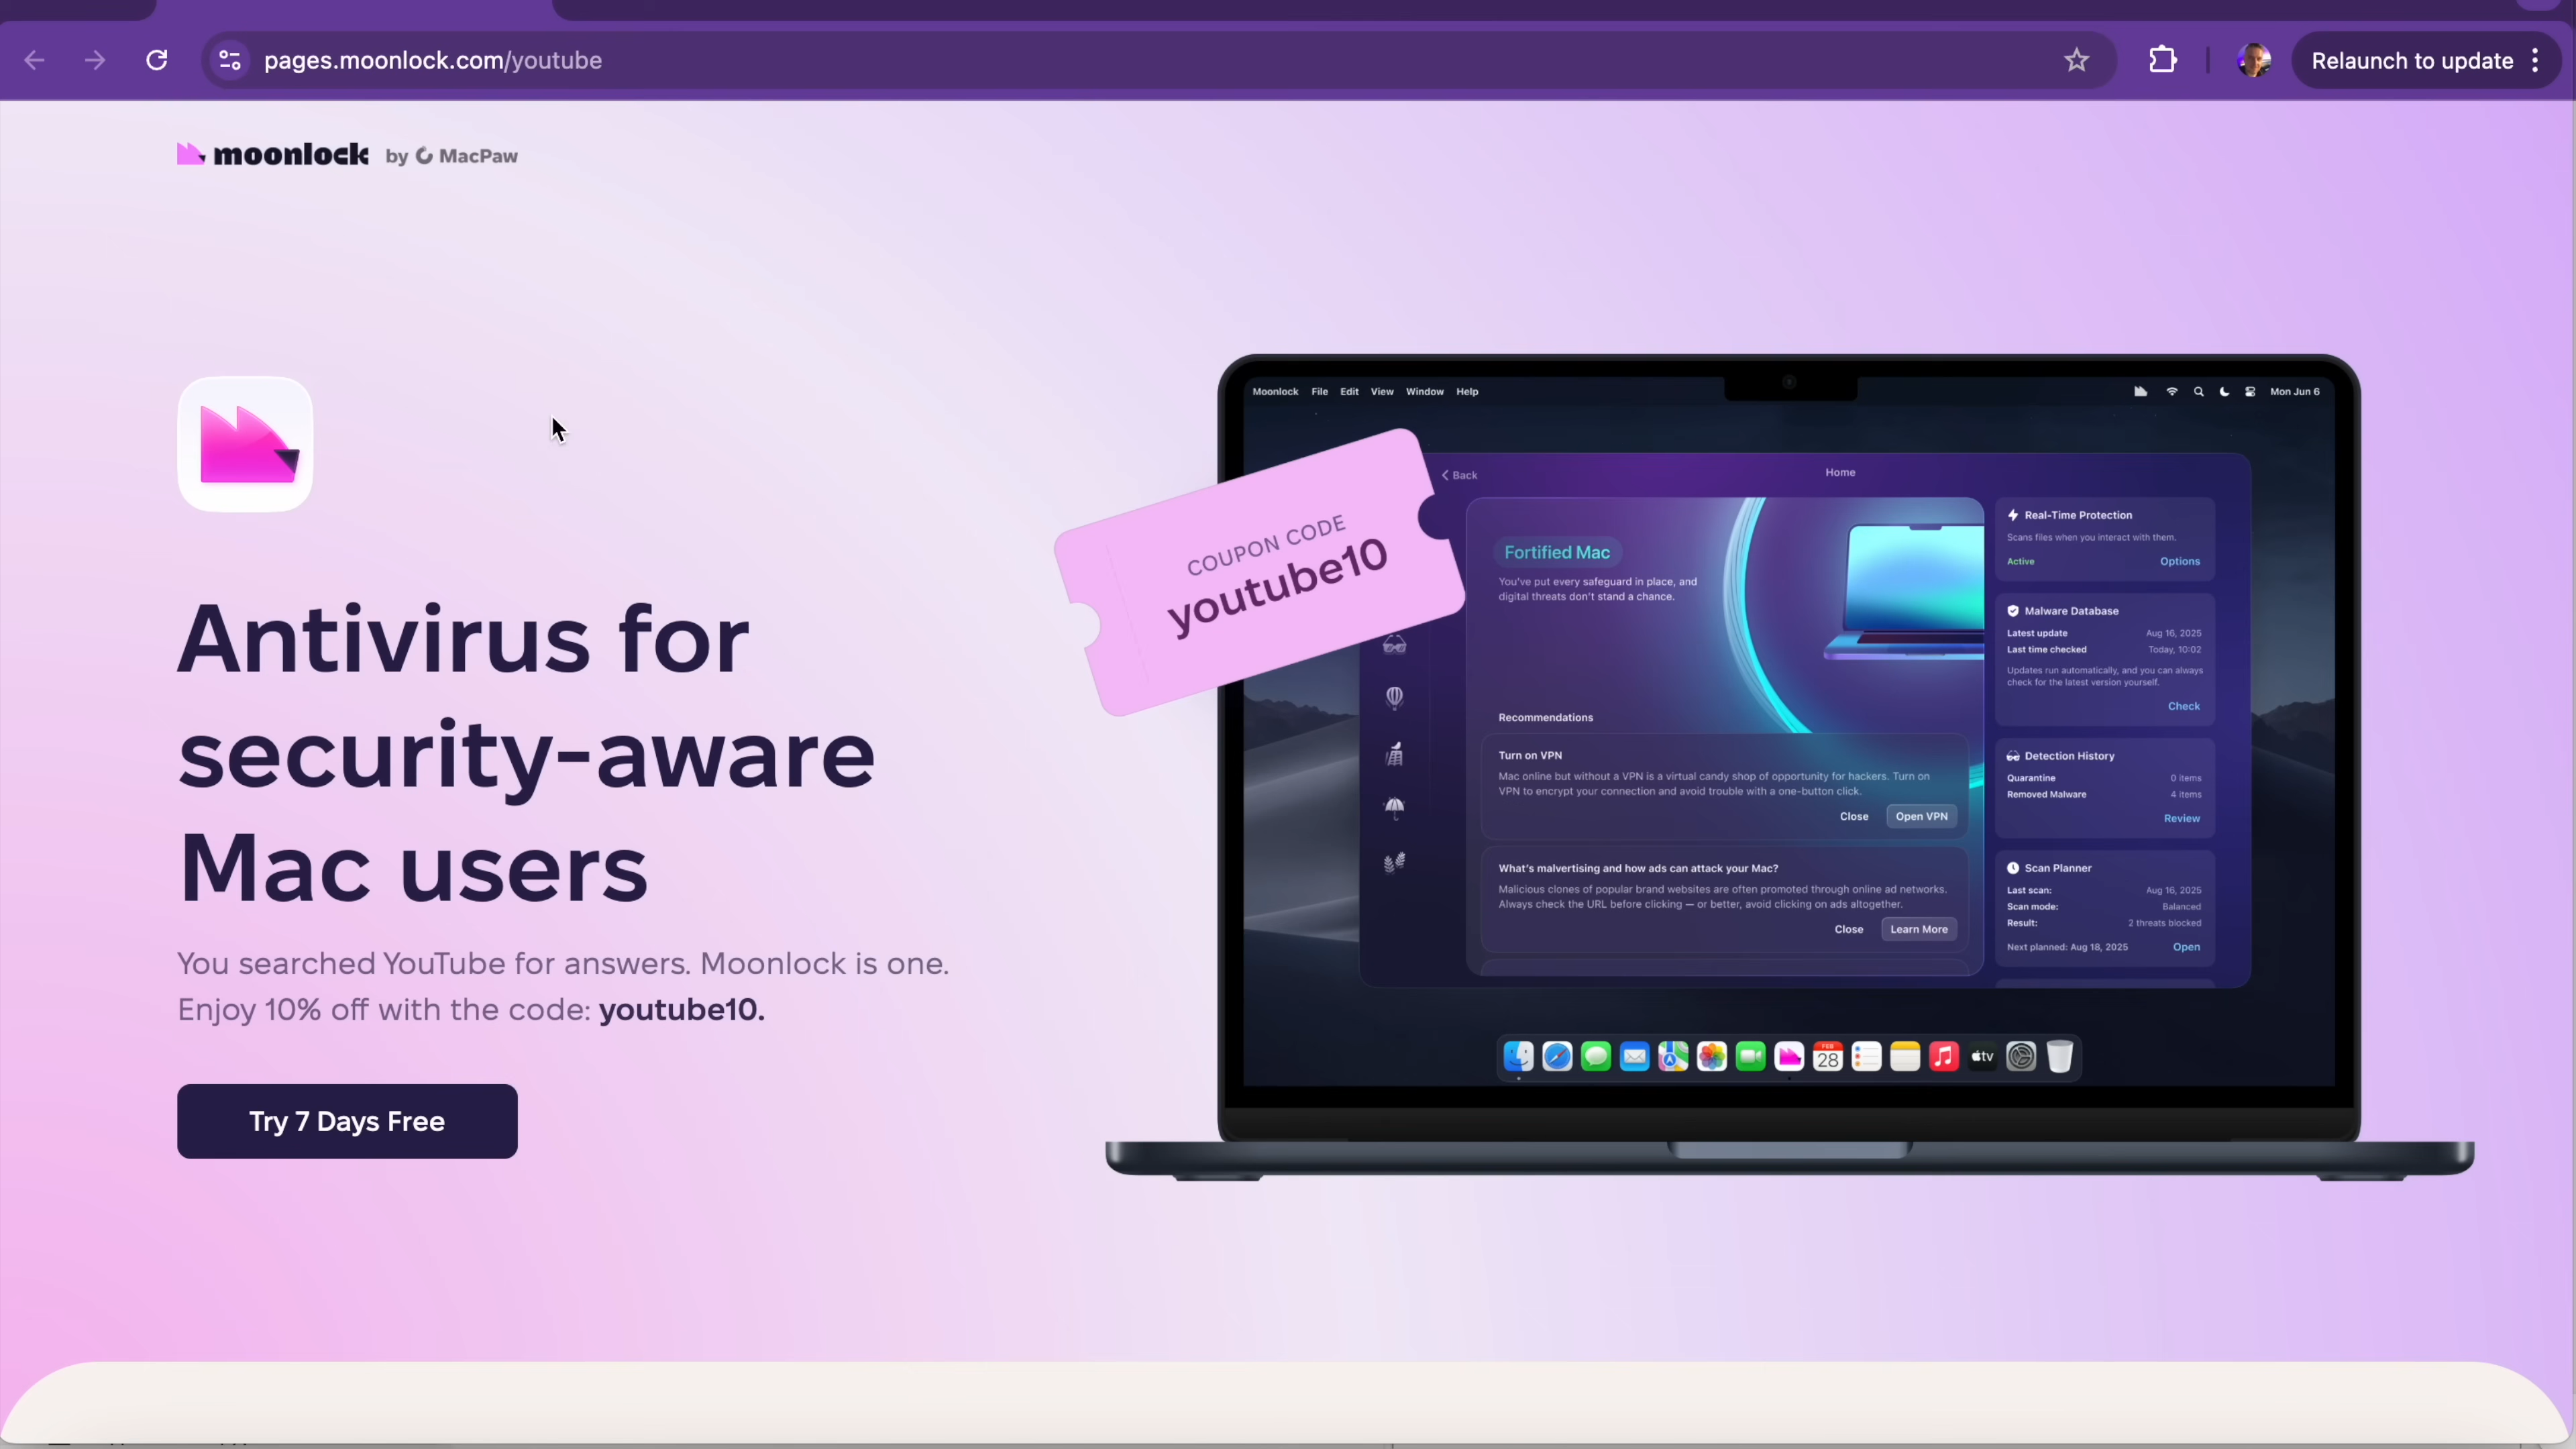 pages.moonlock.com/youtube
Relaunch to update
moonlock by MacPaw
Antivirus for
security-aware
Mac users
You searched YouTube for answers. Moonlock is one.
Enjoy 10% off with the code: youtube10.
Try 7 Days Free
COUPON CODE
youtube10
Moonlock File Edit View Window Help
Mon Jun 6
Back
Home
Fortified Mac
You've put every safeguard in place, and
digital threats don't stand a chance.
Recommendations
Turn on VPN
Mac online but without a VPN is a virtual candy shop of opportunity for hackers. Turn on
VPN to encrypt your connection and avoid trouble with a one-button click.
Close Open VPN
What's malvertising and how ads can attack your Mac?
Malicious clones of popular brand websites are often promoted through online ad networks.
Always check the URL before clicking — or better, avoid clicking on ads altogether.
Close Learn More
Real-Time Protection
Scans files when you interact with them.
Active Options
Malware Database
Latest update Aug 16, 2025
Last time checked Today, 10:02
Updates run automatically, and you can always
check for the latest version yourself.
Check
Detection History
Quarantine 0 items
Removed Malware 4 items
Review
Scan Planner
Last scan: Aug 16, 2025
Scan mode: Balanced
Result: 2 threats blocked
Next planned: Aug 18, 2025 Open
FEB
28
tv